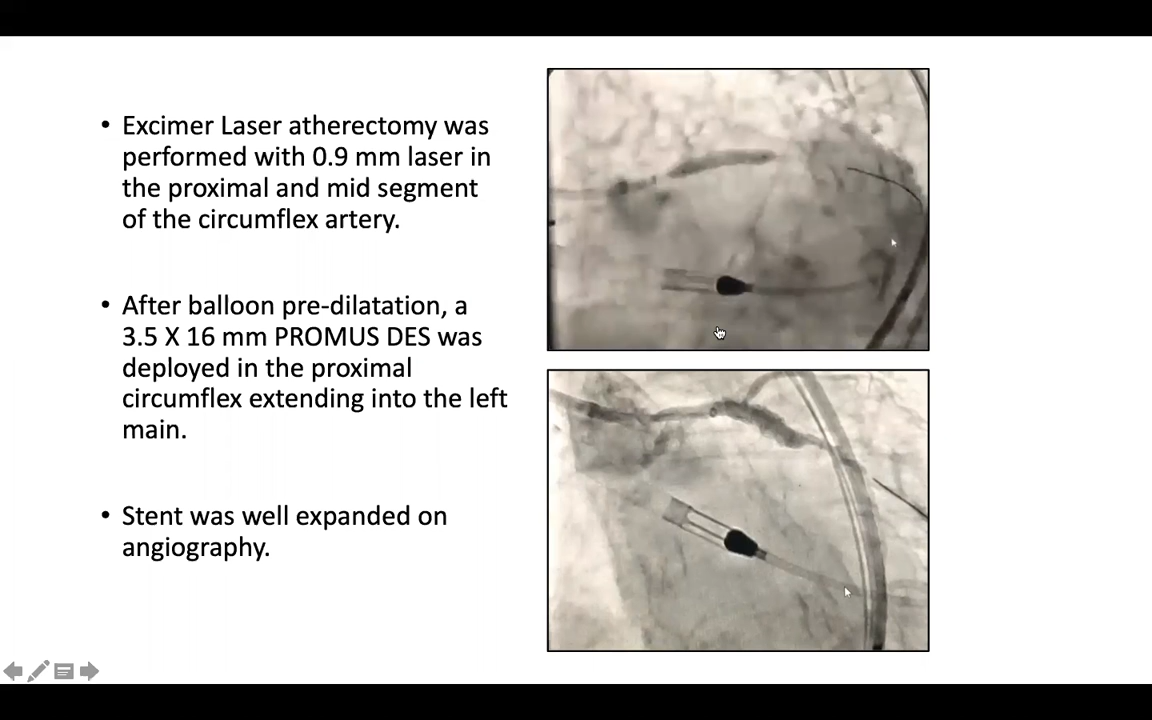 • Excimer Laser atherectomy was
performed with 0.9 mm laser in
the proximal and mid segment
of the circumflex artery.
• After balloon pre-dilatation, a
3.5 X 16 mm PROMUS DES was
deployed in the proximal
circumflex extending into the left
main.
• Stent was well expanded on
angiography.